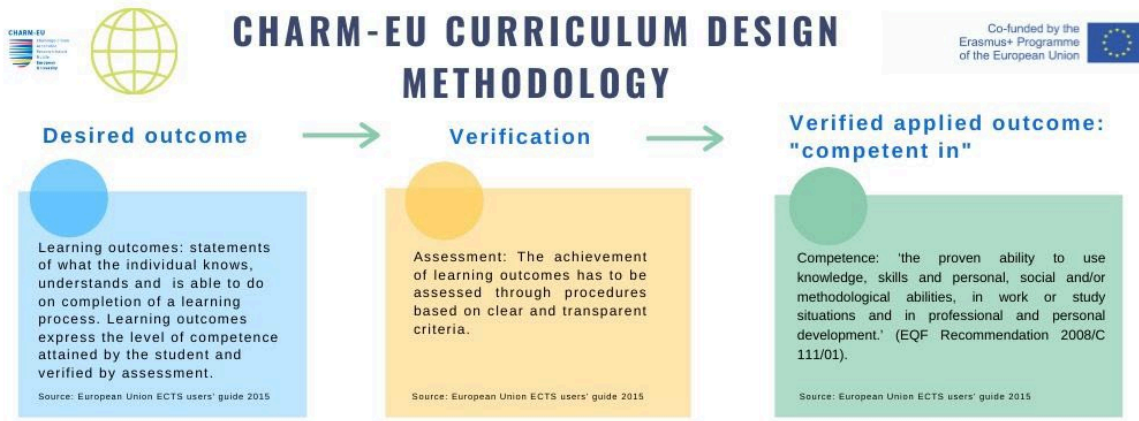 CHARM-EU
CHARM-EU CURRICULUM DESIGN
METHODOLOGY
Co-funded by the
Erasmus+ Programme
of the European Union
Desired outcome
Verification
Verified applied outcome:
"competent in"
Learning outcomes: statements
of what the individual knows,
understands and is able to do
on completion of a learning
process. Learning outcomes
express the level of competence
attained by the student and
verified by assessment.
Source: European Union ECTS users' guide 2015
Assessment: The achievement
of learning outcomes has to be
assessed through procedures
based on clear and transparent
criteria.
Source: European Union ECTS users' guide 2015
Competence: 'the proven ability to use
knowledge, skills and personal, social and/or
methodological abilities, in work or study
situations and in professional and personal
development.' (EQF Recommendation 2008/C
111/01).
Source: European Union ECTS users' guide 2015